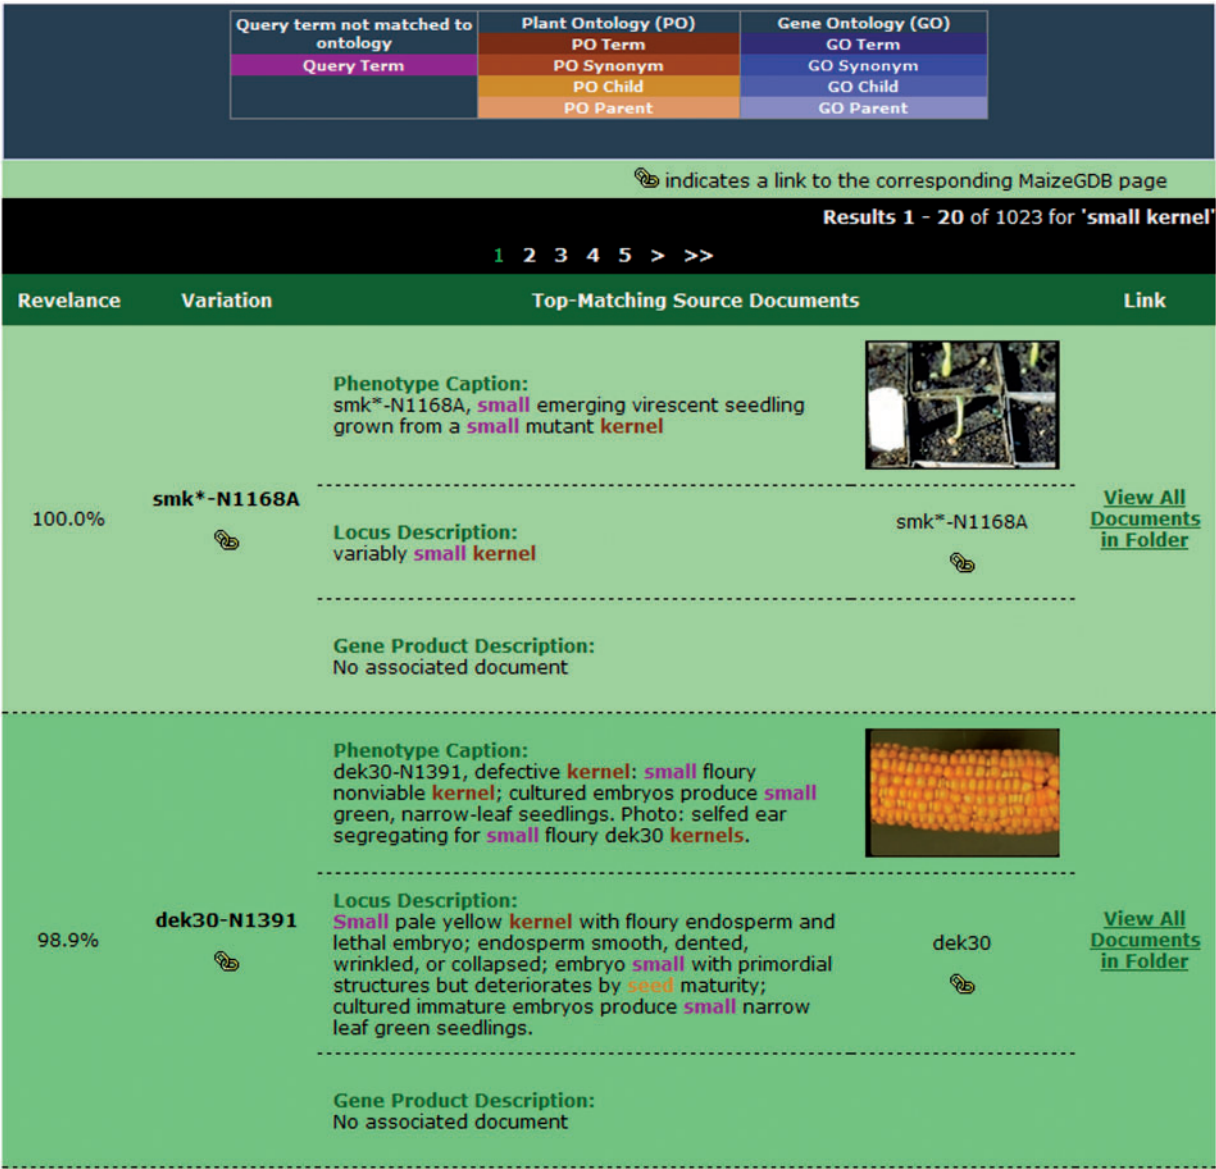 Query term not matched to ontology
Query Term
Plant Ontology (PO)
PO Term
PO Synonym
PO Child
PO Parent
Gene Ontology (GO)
GO Term
GO Synonym
GO Child
GO Parent
indicates a link to the corresponding MaizeGDB page
Results 1 - 20 of 1023 for 'small kernel'
1 2 3 4 5 > >>
Revelance Variation Top-Matching Source Documents Link
100.0%
smk*-N1168A
Phenotype Caption:
smk*-N1168A, small emerging virescent seedling
grown from a small mutant kernel
Locus Description:
variably small kernel
smk*-N1168A
Gene Product Description:
No associated document
View All
Documents
in Folder
98.9%
dek30-N1391
Phenotype Caption:
dek30-N1391, defective kernel: small floury
nonviable kernel; cultured embryos produce small
green, narrow-leaf seedlings. Photo: selfed ear
segregating for small floury dek30 kernels.
Locus Description:
Small pale yellow kernel with floury endosperm and
lethal embryo; endosperm smooth, dented,
wrinkled, or collapsed; embryo small with primordial
structures but deteriorates by seed maturity;
cultured immature embryos produce small narrow
leaf green seedlings.
dek30
Gene Product Description:
No associated document
View All
Documents
in Folder